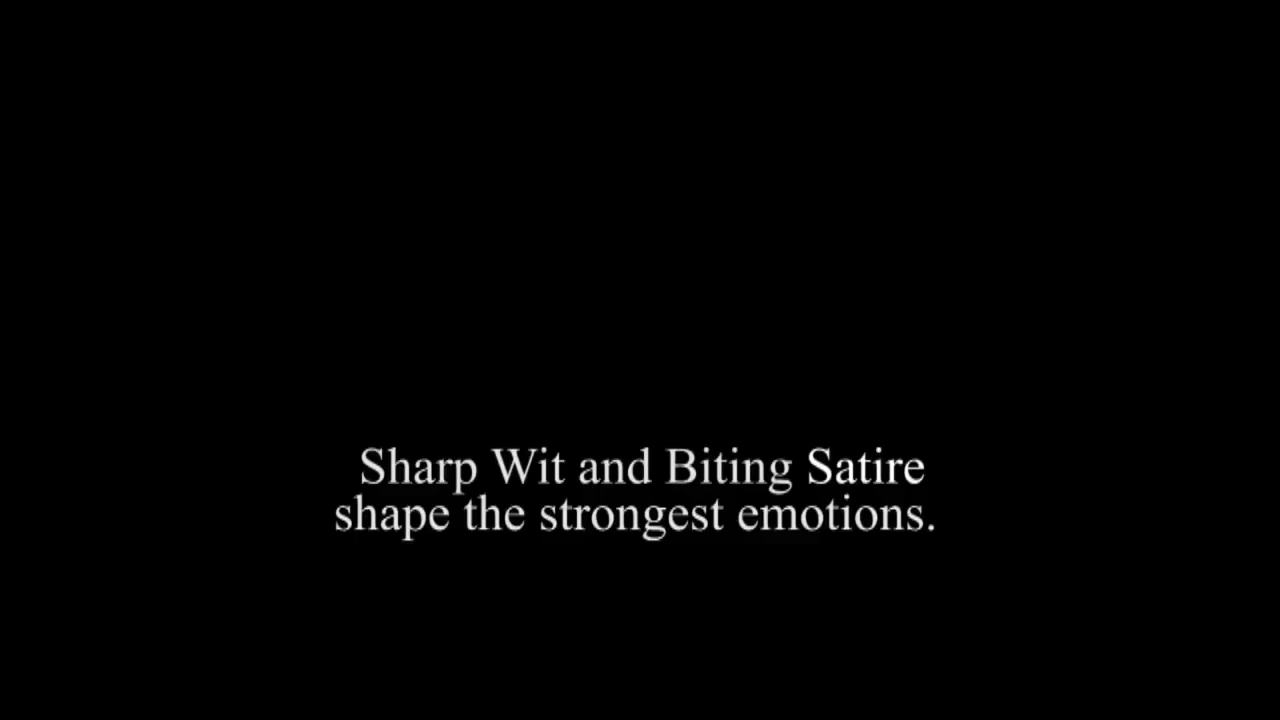 Sharp Wit and Biting Satire
shape the strongest emotions.